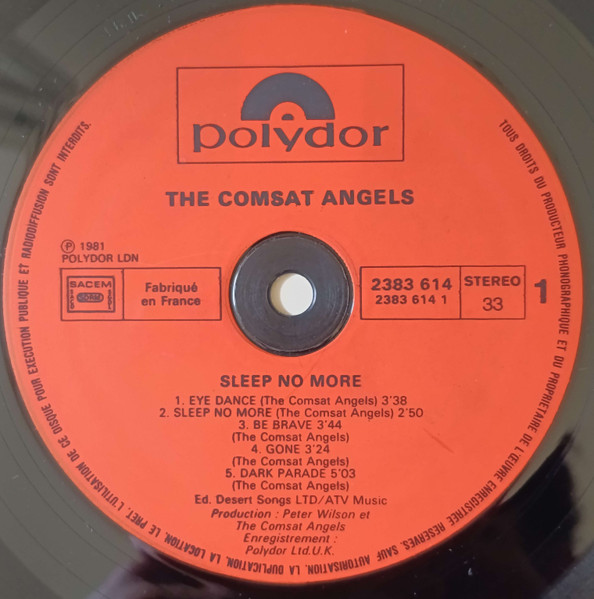 polydor
THE COMSAT ANGELS
Ⓟ 1981
POLYDOR LDN
SACEM
SDRM
Fabriqué
en France
2383 614
2383 614 1
STEREO
33
1
SLEEP NO MORE
1. EYE DANCE (The Comsat Angels) 3'38
2. SLEEP NO MORE (The Comsat Angels) 2'50
3. BE BRAVE 3'44
(The Comsat Angels)
4. GONE 3'24
(The Comsat Angels)
5. DARK PARADE 5'03
(The Comsat Angels)
Ed. Desert Songs LTD/ATV Music
Production : Peter Wilson et
The Comsat Angels
Enregistrement :
Polydor Ltd.U.K.
TOUS DROITS DU PRODUCTEUR PHONOGRAPHIQUE ET DU PROPRIETAIRE DE L'ŒUVRE ENREGISTREE RESERVES. SAUF AUTORISATION, LA DUPLICATION, LA LOCATION, LE PRET, L'UTILISATION DE CE DISQUE POUR EXECUTION PUBLIQUE ET RADIODIFFUSION SONT INTERDITS.